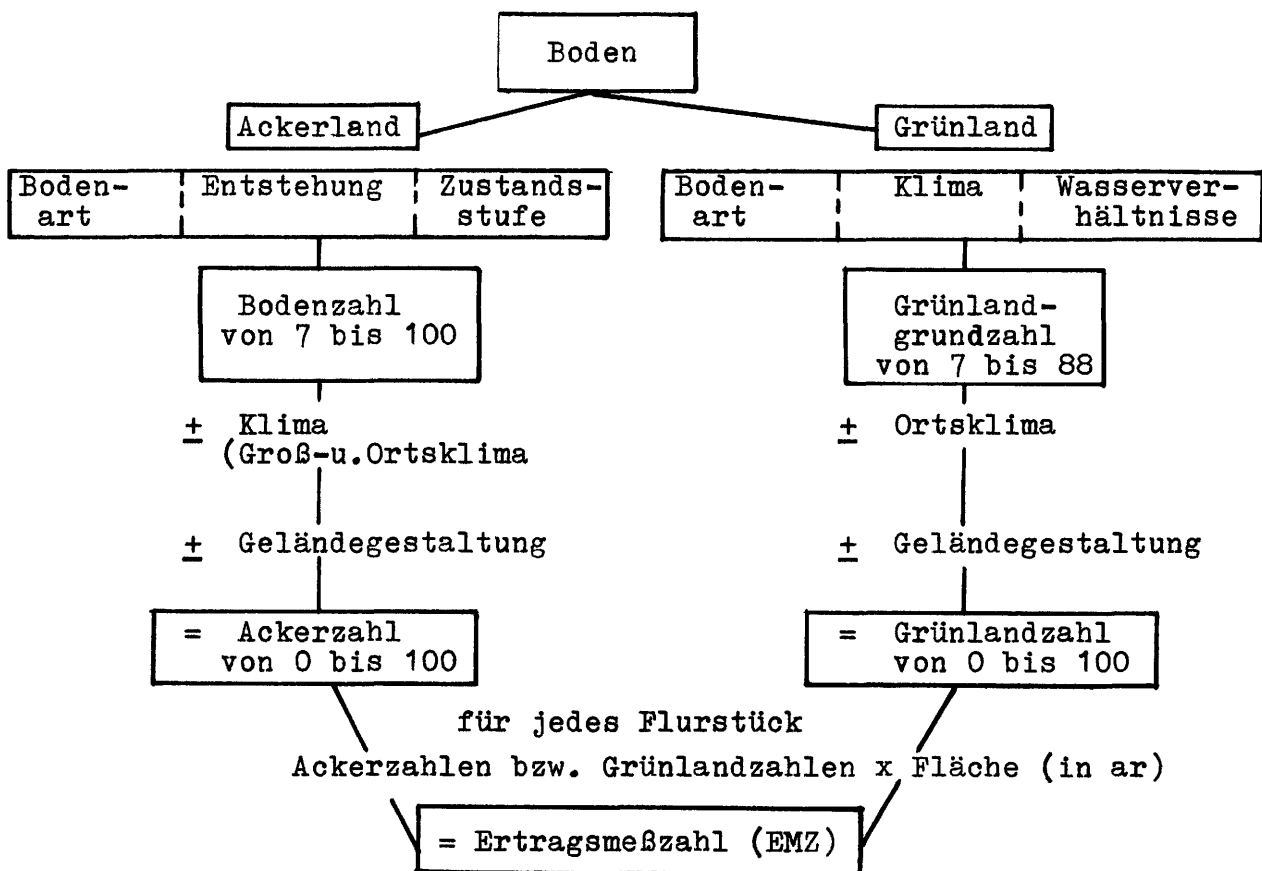 Boden
Ackerland
Grünland
Boden-
art
Entstehung
Zustands-
stufe
Boden-
art
Klima
Wasserver-
hältnisse
Bodenzahl
von 7 bis 100
Grünland-
grundzahl
von 7 bis 88
± Klima
(Groß-u.Ortsklima
± Ortsklima
± Geländegestaltung
± Geländegestaltung
= Ackerzahl
von 0 bis 100
= Grünlandzahl
von 0 bis 100
für jedes Flurstück
Ackerzahlen bzw. Grünlandzahlen x Fläche (in ar)
= Ertragsmeßzahl (EMZ)